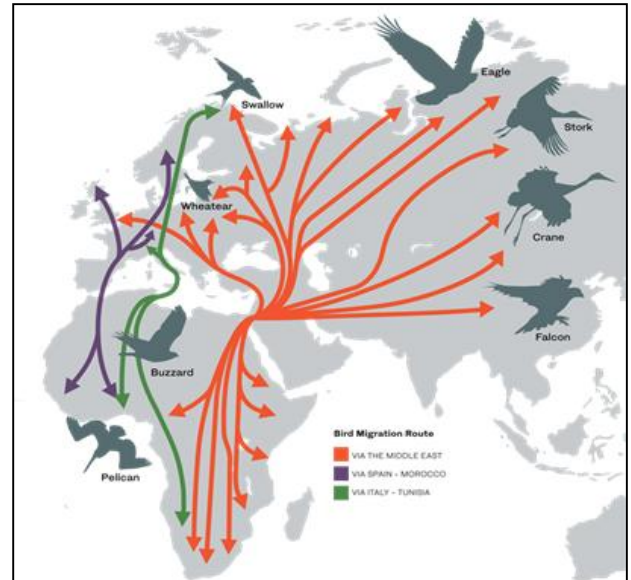 Eagle
Swallow
Stork
Wheatear
Crane
Falcon
Buzzard
Bird Migration Route
VIA THE MIDDLE EAST
VIA SPAIN - MOROCCO
VIA ITALY - TUNISIA
Pelican